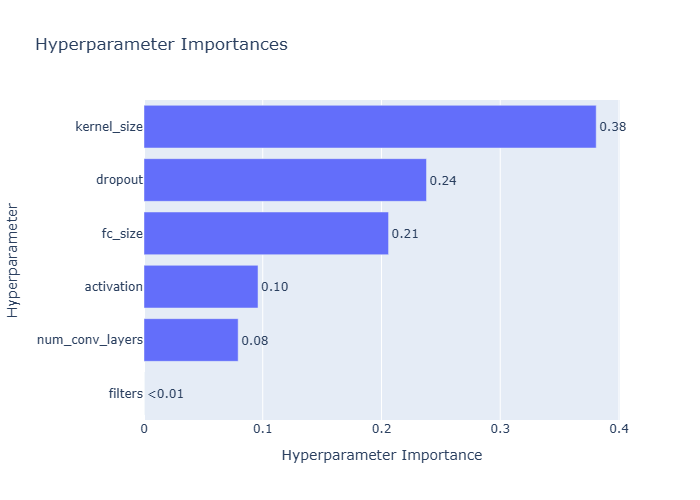 Hyperparameter Importances
kernel_size
0.38
dropout
0.24
fc_size
0.21
activation
0.10
num_conv_layers
0.08
filters
<0.01
0
0.1
0.2
0.3
0.4
Hyperparameter Importance
Hyperparameter